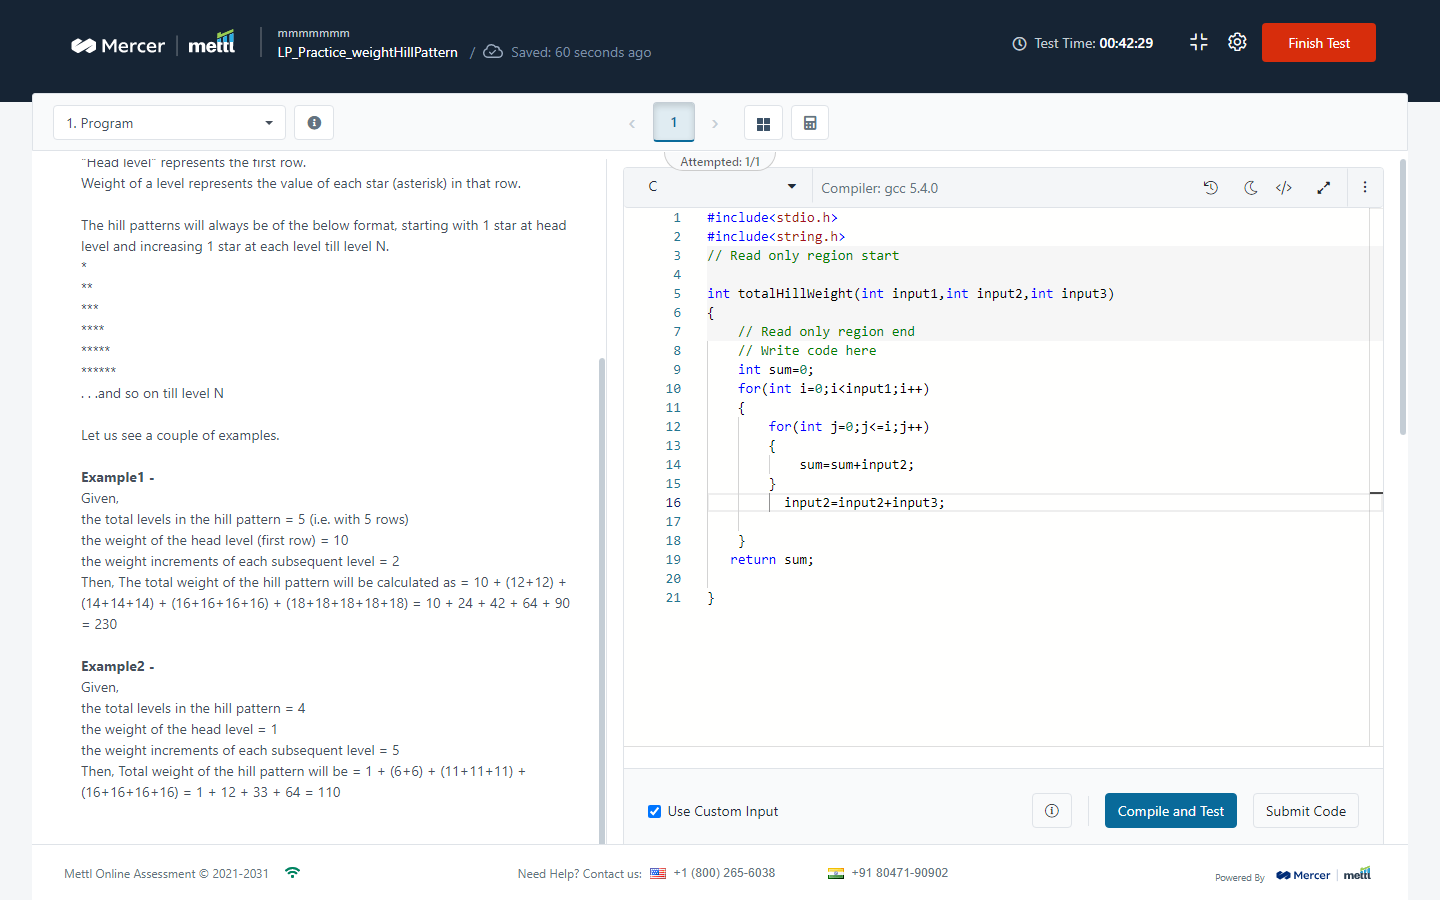 Mercer | mettl
mmmmmmmm
LP_Practice_weightHillPattern / Saved: 60 seconds ago
Test Time: 00:42:29
Finish Test
1. Program
1
Attempted: 1/1
"Head level" represents the first row.
Weight of a level represents the value of each star (asterisk) in that row.
The hill patterns will always be of the below format, starting with 1 star at head
level and increasing 1 star at each level till level N.
*
**
***
****
*****
******
. . .and so on till level N
Let us see a couple of examples.
Example1 -
Given,
the total levels in the hill pattern = 5 (i.e. with 5 rows)
the weight of the head level (first row) = 10
the weight increments of each subsequent level = 2
Then, The total weight of the hill pattern will be calculated as = 10 + (12+12) +
(14+14+14) + (16+16+16+16) + (18+18+18+18+18) = 10 + 24 + 42 + 64 + 90
= 230
Example2 -
Given,
the total levels in the hill pattern = 4
the weight of the head level = 1
the weight increments of each subsequent level = 5
Then, Total weight of the hill pattern will be = 1 + (6+6) + (11+11+11) +
(16+16+16+16) = 1 + 12 + 33 + 64 = 110
C
Compiler: gcc 5.4.0
1 #include<stdio.h>
2 #include<string.h>
3 // Read only region start
4
5 int totalHillWeight(int input1,int input2,int input3)
6 {
7 // Read only region end
8 // Write code here
9 int sum=0;
10 for(int i=0;i<input1;i++)
11 {
12 for(int j=0;j<=i;j++)
13 {
14 sum=sum+input2;
15 }
16 input2=input2+input3;
17
18 }
19 return sum;
20
21 }
Use Custom Input
Compile and Test
Submit Code
Mettl Online Assessment © 2021-2031
Need Help? Contact us: +1 (800) 265-6038
+91 80471-90902
Powered By Mercer | mettl